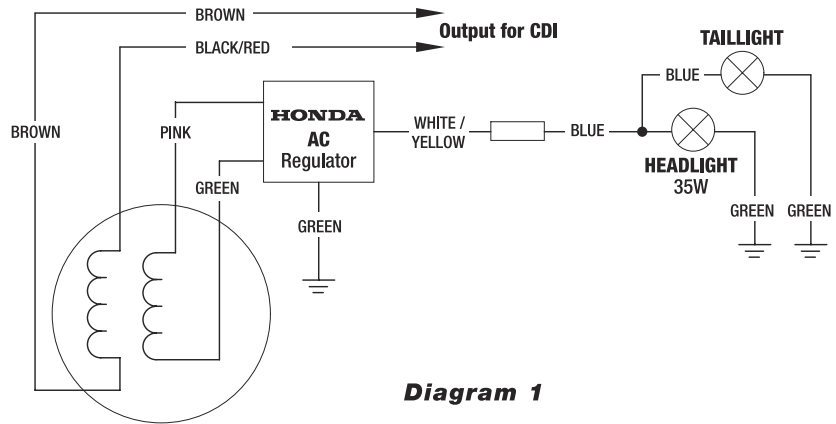 BROWN
BLACK/RED
Output for CDI
TAILLIGHT
BLUE
HONDA
AC
Regulator
WHITE /
YELLOW
BLUE
BROWN
PINK
HEADLIGHT
35W
GREEN
GREEN
GREEN
GREEN
Diagram 1